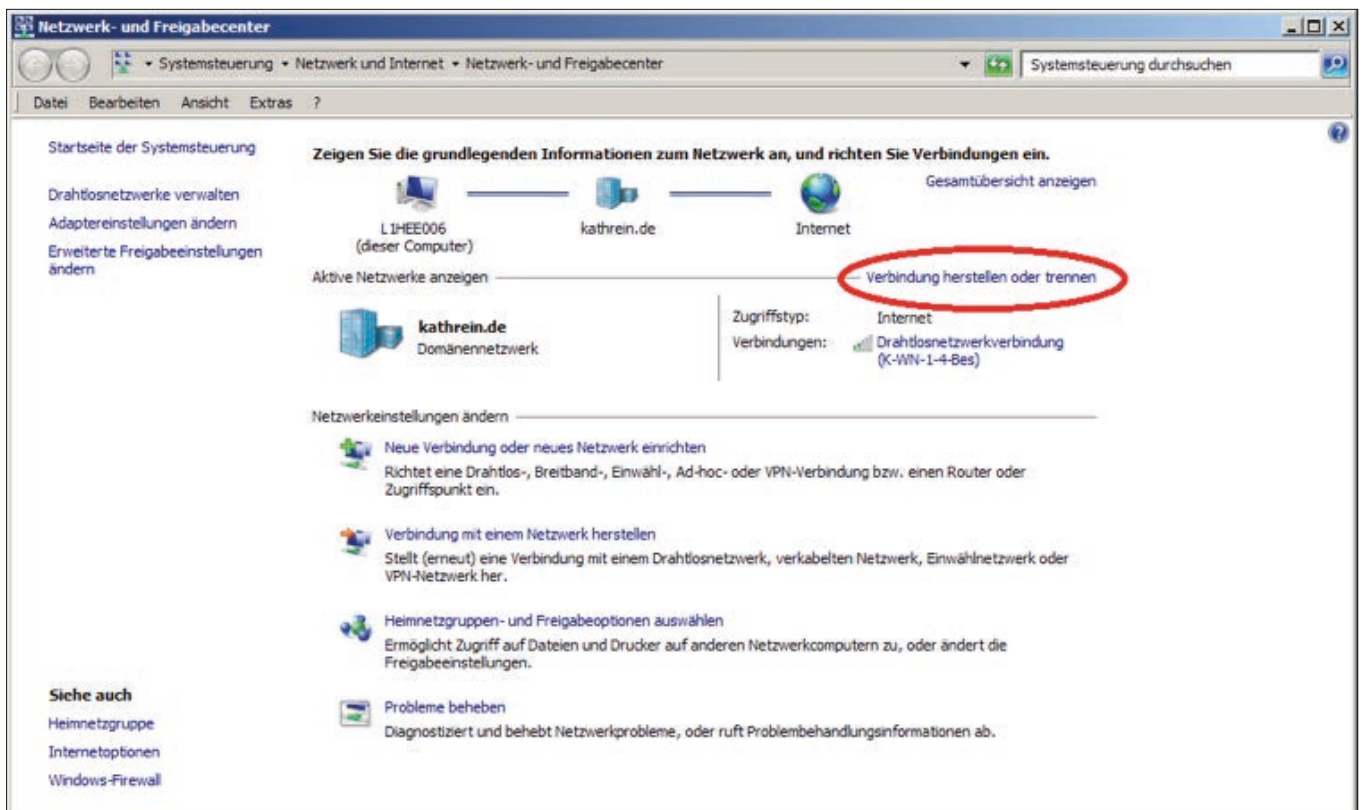 Netzwerk- und Freigabecenter
Systemsteuerung Netzwerk und Internet Netzwerk- und Freigabecenter
Systemsteuerung durchsuchen
Datei Bearbeiten Ansicht Extras ?
Startseite der Systemsteuerung
Drahtlosnetzwerke verwalten
Adaptereinstellungen ändern
Erweiterte Freigabeeinstellungen
ändern
Zeigen Sie die grundlegenden Informationen zum Netzwerk an, und richten Sie Verbindungen ein.
Gesamtübersicht anzeigen
L1HEE006
(dieser Computer)
kathrein.de
Internet
Aktive Netzwerke anzeigen
Verbindung herstellen oder trennen
kathrein.de
Domänennetzwerk
Zugriffstyp: Internet
Verbindungen: Drahtlosnetzwerkverbindung
(K-WN-1-4-Bes)
Netzwerkeinstellungen ändern
Neue Verbindung oder neues Netzwerk einrichten
Richtet eine Drahtlos-, Breitband-, Einwähl-, Ad-hoc- oder VPN-Verbindung bzw. einen Router oder
Zugriffspunkt ein.
Verbindung mit einem Netzwerk herstellen
Stellt (erneut) eine Verbindung mit einem Drahtlosnetzwerk, verkabelten Netzwerk, Einwählnetzwerk oder
VPN-Netzwerk her.
Heimnetzgruppen- und Freigabeoptionen auswählen
Ermöglicht Zugriff auf Dateien und Drucker auf anderen Netzwerkcomputern zu, oder ändert die
Freigabeeinstellungen.
Probleme beheben
Diagnostiziert und behebt Netzwerkprobleme, oder ruft Problembehandlungsinformationen ab.
Siehe auch
Heimnetzgruppe
Internetoptionen
Windows-Firewall